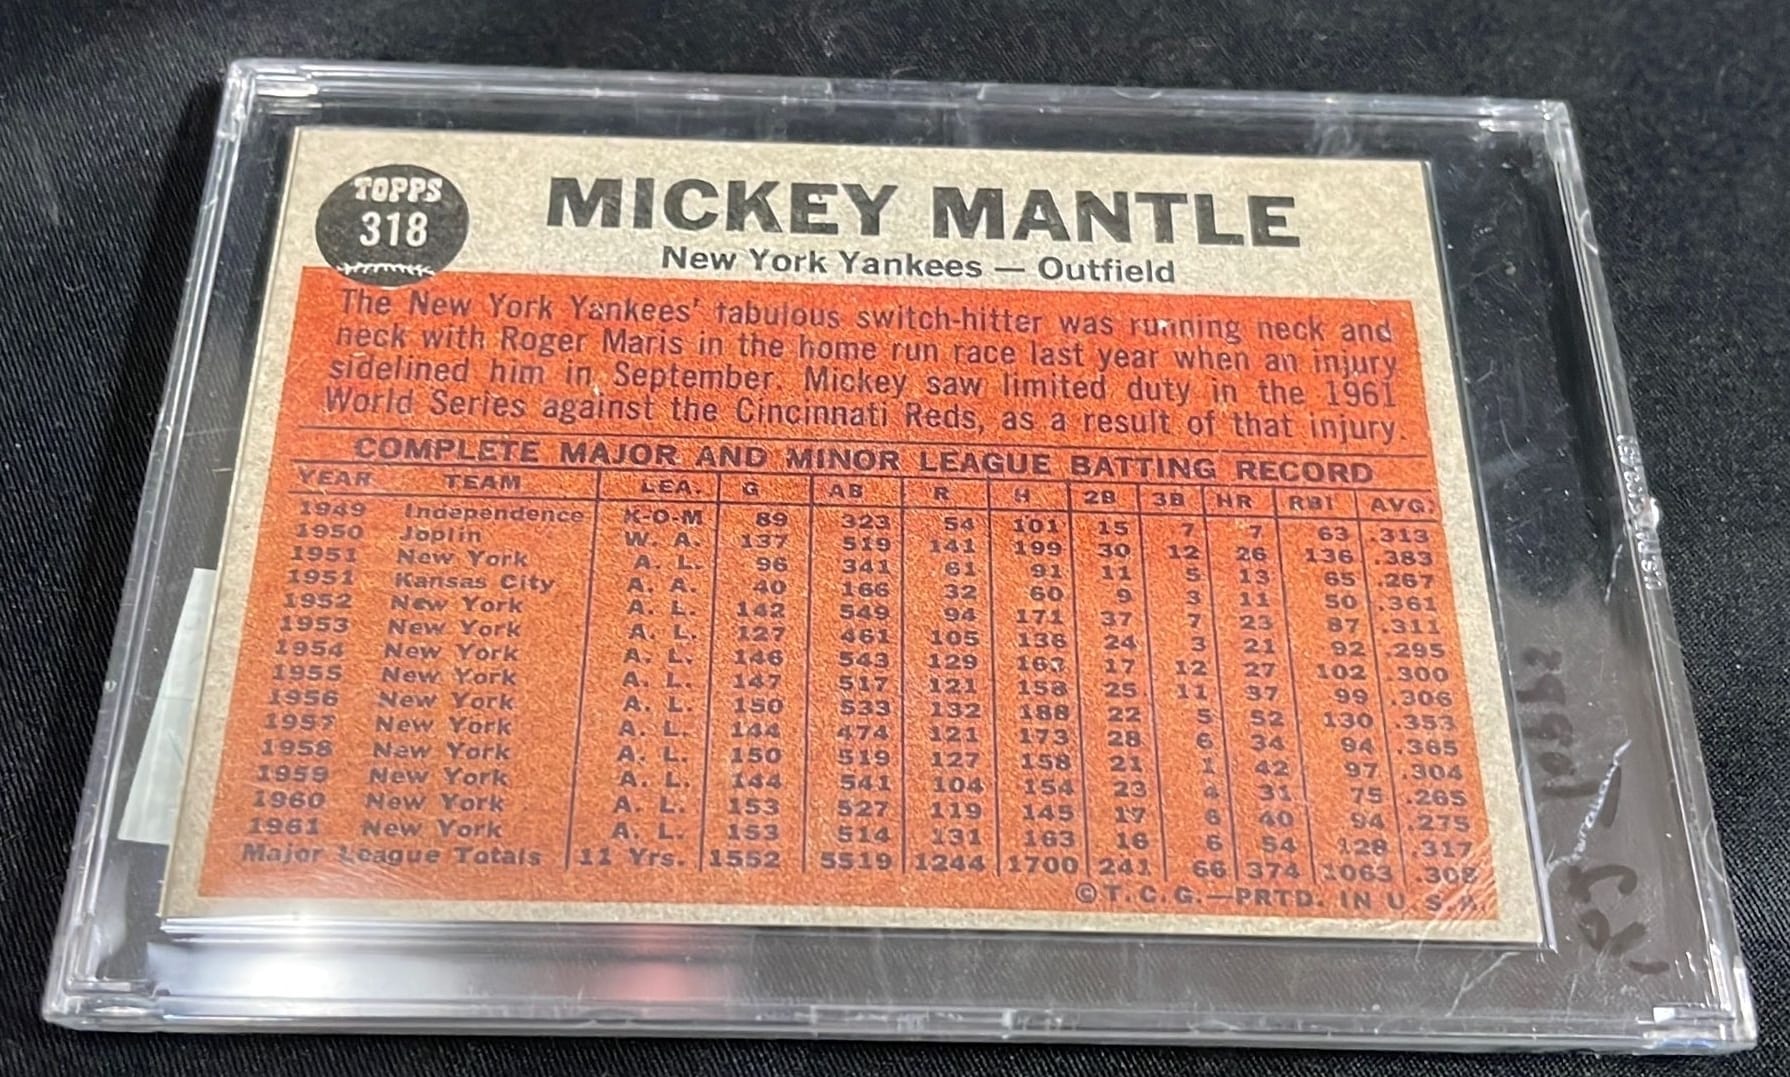 TOPPS
318
MICKEY MANTLE
New York Yankees — Outfield
The New York Yankees' fabulous switch-hitter was running neck and
neck with Roger Maris in the home run race last year when an injury
sidelined him in September. Mickey saw limited duty in the 1961
World Series against the Cincinnati Reds, as a result of that injury.
COMPLETE MAJOR AND MINOR LEAGUE BATTING RECORD
YEAR TEAM LEA. G AB R H 2B 3B HR RBI AVG.
1949 Independence K-O-M 89 323 54 101 15 7 7 63 .313
1950 Joplin W. A. 137 519 141 199 30 12 26 136 .383
1951 New York A. L. 96 341 61 91 11 5 13 65 .267
1951 Kansas City A. A. 40 166 32 60 9 3 11 50 .361
1952 New York A. L. 142 549 94 171 37 7 23 87 .311
1953 New York A. L. 127 461 105 136 24 3 21 92 .295
1954 New York A. L. 146 543 129 163 17 12 27 102 .300
1955 New York A. L. 147 517 121 158 25 11 37 99 .306
1956 New York A. L. 150 533 132 188 22 5 52 130 .353
1957 New York A. L. 144 474 121 173 28 6 34 94 .365
1958 New York A. L. 150 519 127 158 21 1 42 97 .304
1959 New York A. L. 144 541 104 154 23 4 31 75 .285
1960 New York A. L. 153 527 119 145 17 6 40 94 .275
1961 New York A. L. 153 514 131 163 16 6 54 128 .317
Major League Totals 11 Yrs. 1552 5519 1244 1700 241 66 374 1063 .308
© T. C. G.—PRTD. IN U. S. A.